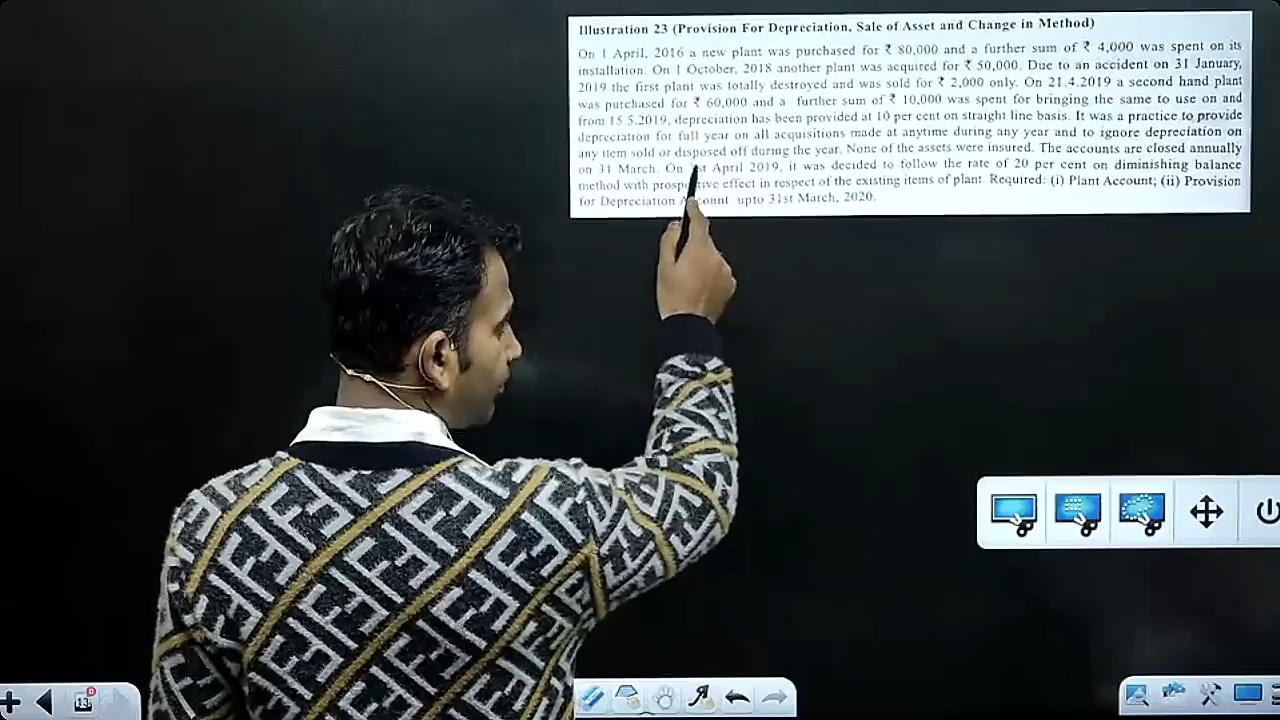 Illustration 23 (Provision For Depreciation, Sale of Asset and Change in Method)
On 1 April, 2016 a new plant was purchased for ₹ 80,000 and a further sum of ₹ 4,000 was spent on its
installation. On 1 October, 2018 another plant was acquired for ₹ 50,000. Due to an accident on 31 January,
2019 the first plant was totally destroyed and was sold for ₹ 2,000 only. On 21.4.2019 a second hand plant
was purchased for ₹ 60,000 and a further sum of ₹ 10,000 was spent for bringing the same to use on and
from 15.5.2019, depreciation has been provided at 10 per cent on straight line basis. It was a practice to provide
depreciation for full year on all acquisitions made at anytime during any year and to ignore depreciation on
any item sold or disposed off during the year. None of the assets were insured. The accounts are closed annually
on 31 March. On April 2019, it was decided to follow the rate of 20 per cent on diminishing balance
method with effect in respect of the existing items of plant. Required: (i) Plant Account; (ii) Provision
for Depreciation upto 31st March, 2020.